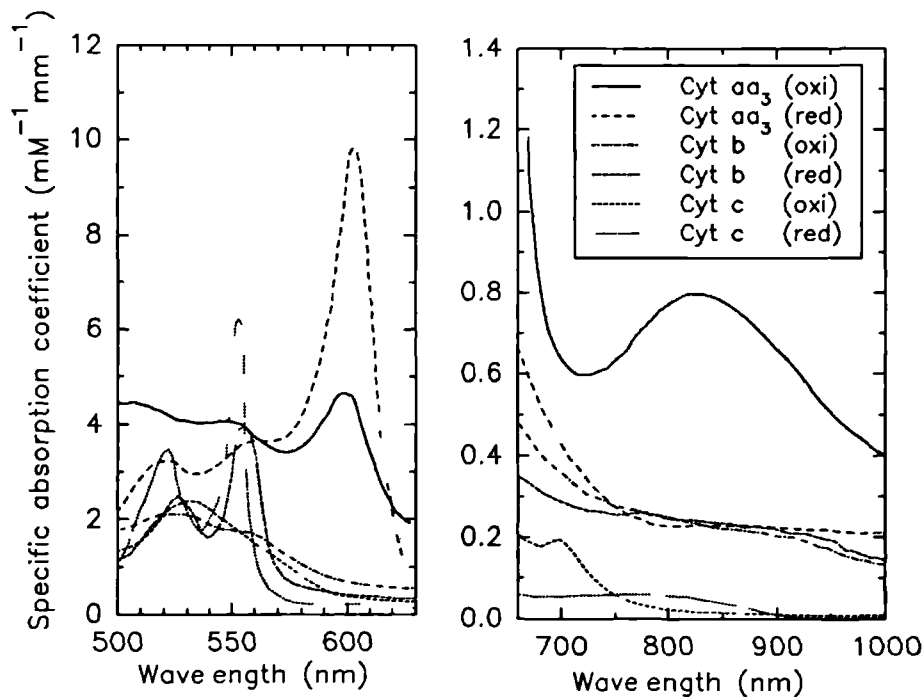 Specific absorption coefficient (mM⁻¹mm⁻¹)
12
10
8
6
4
2
0
500
550
600
Wave ength (nm)
1.4
1.2
1.0
0.8
0.6
0.4
0.2
0.0
700
800
900
1000
Wave ength (nm)
Cyt aa₃ (oxi)
Cyt aa₃ (red)
Cyt b (oxi)
Cyt b (red)
Cyt c (oxi)
Cyt c (red)